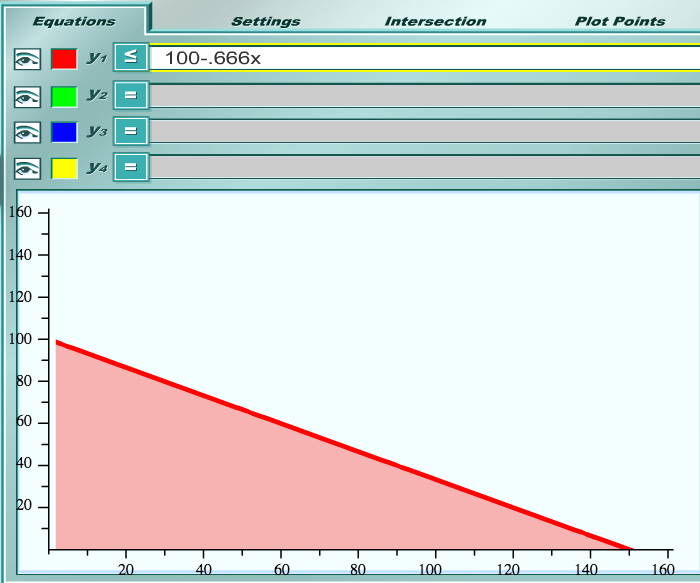 Equations Settings Intersection Plot Points
y1 ≤ 100-.666x
y2 =
y3 =
y4 =
160
140
120
100
80
60
40
20
20 40 60 80 100 120 140 160